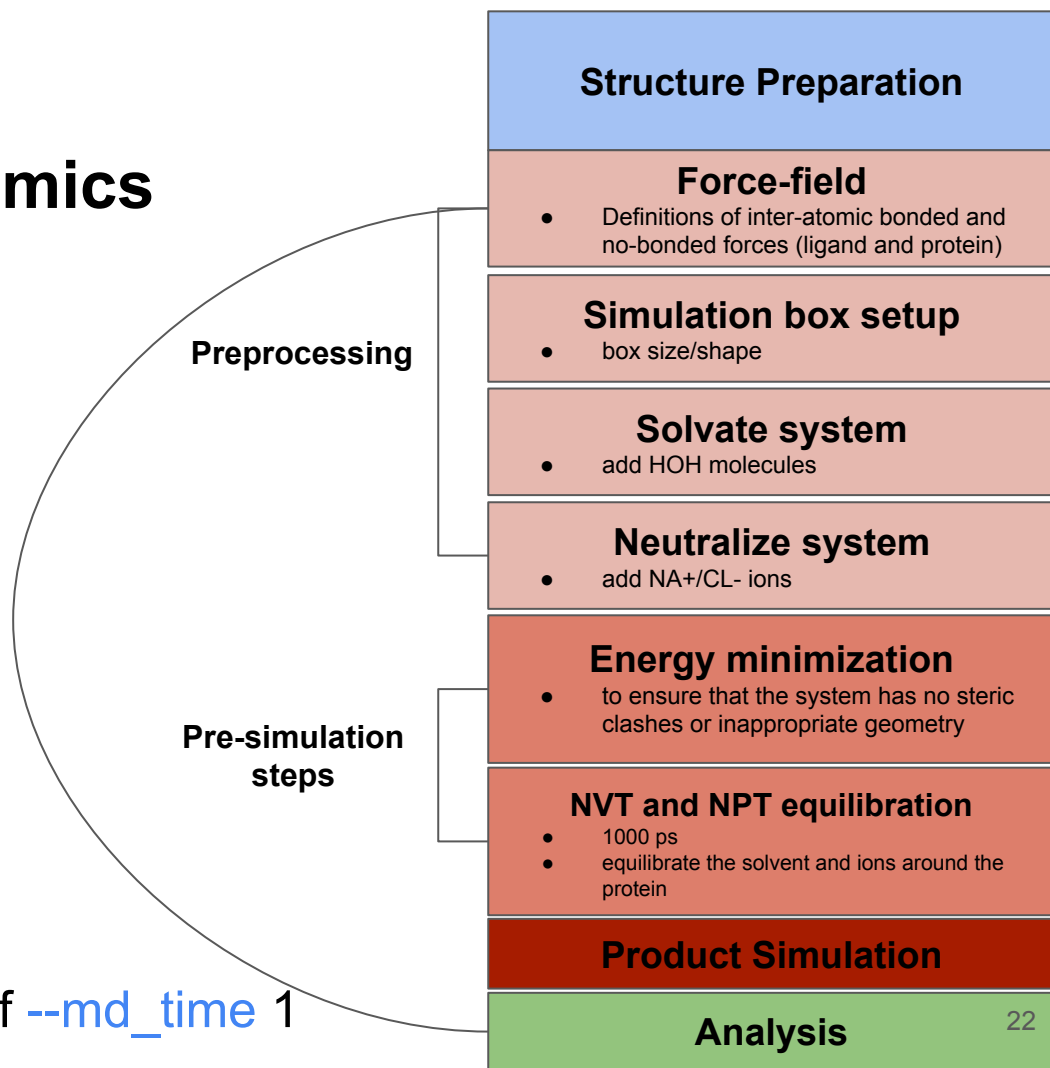 Structure Preparation
mics
Force-field
● Definitions of inter-atomic bonded and
no-bonded forces (ligand and protein)
Simulation box setup
● box size/shape
Preprocessing
Solvate system
● add HOH molecules
Neutralize system
● add NA+/CL- ions
Energy minimization
● to ensure that the system has no steric
clashes or inappropriate geometry
Pre-simulation
steps
NVT and NPT equilibration
● 1000 ps
● equilibrate the solvent and ions around the
protein
Product Simulation
f --md_time 1
Analysis
22